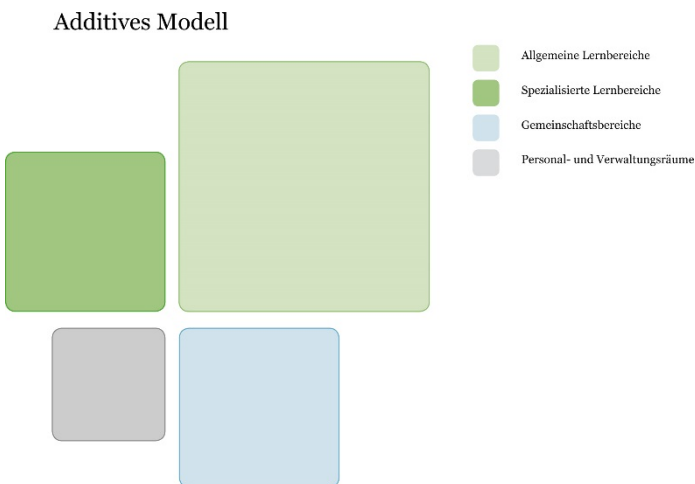 Additives Modell
Allgemeine Lernbereiche
Spezialisierte Lernbereiche
Gemeinschaftsbereiche
Personal- und Verwaltungsräume